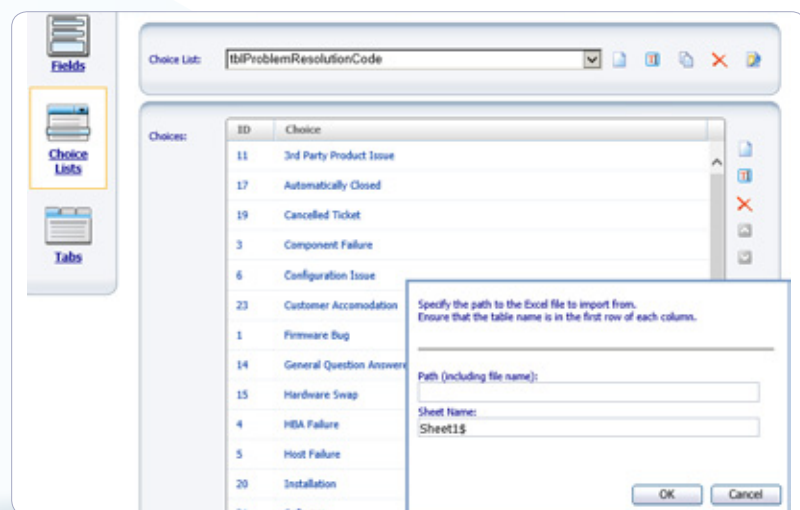 Fields
Choice
Lists
Tabs
Choice List: tblProblemResolutionCode
Choices:
ID Choice
11 3rd Party Product Issue
17 Automatically Closed
19 Cancelled Ticket
3 Component Failure
6 Configuration Issue
23 Customer Accomodation
1 Firmware Bug
14 General Question Answere
15 Hardware Swap
4 HBA Failure
5 Host Failure
20 Installation
Specify the path to the Excel file to import from.
Ensure that the table name is in the first row of each column.
Path (including file name):
Sheet Name:
Sheet1$
OK Cancel